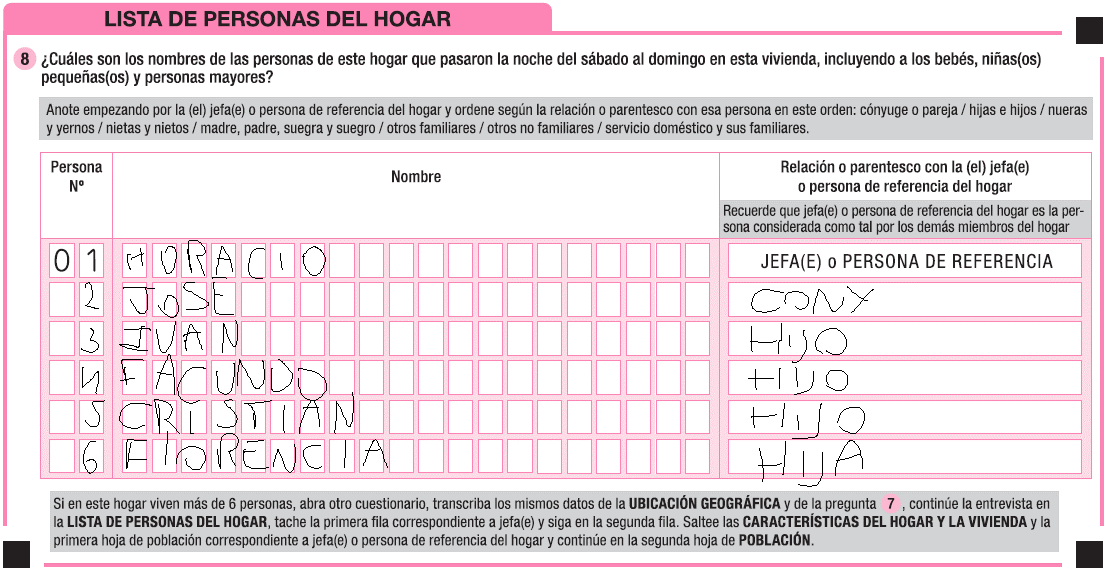 LISTA DE PERSONAS DEL HOGAR
8 ¿Cuáles son los nombres de las personas de este hogar que pasaron la noche del sábado al domingo en esta vivienda, incluyendo a los bebés, niñas(os)
pequeñas(os) y personas mayores?
Anote empezando por la (el) jefa(e) o persona de referencia del hogar y ordene según la relación o parentesco con esa persona en este orden: cónyuge o pareja / hijas e hijos / nueras
y yernos / nietas y nietos / madre, padre, suegra y suegro / otros familiares / otros no familiares / servicio doméstico y sus familiares.
Persona
Nº
Nombre
Relación o parentesco con la (el) jefa(e)
o persona de referencia del hogar
Recuerde que jefa(e) o persona de referencia del hogar es la per-
sona considerada como tal por los demás miembros del hogar
01 HORACIO JEFA(E) o PERSONA DE REFERENCIA
2 JOSE CONY
3 JUAN HIJO
4 FACUNDO HIJO
5 CRISTIAN HIJO
6 FlORENCIA HIJA
Si en este hogar viven más de 6 personas, abra otro cuestionario, transcriba los mismos datos de la UBICACIÓN GEOGRÁFICA y de la pregunta 7 , continúe la entrevista en
la LISTA DE PERSONAS DEL HOGAR, tache la primera fila correspondiente a jefa(e) y siga en la segunda fila. Saltee las CARACTERÍSTICAS DEL HOGAR Y LA VIVIENDA y la
primera hoja de población correspondiente a jefa(e) o persona de referencia del hogar y continúe en la segunda hoja de POBLACIÓN.